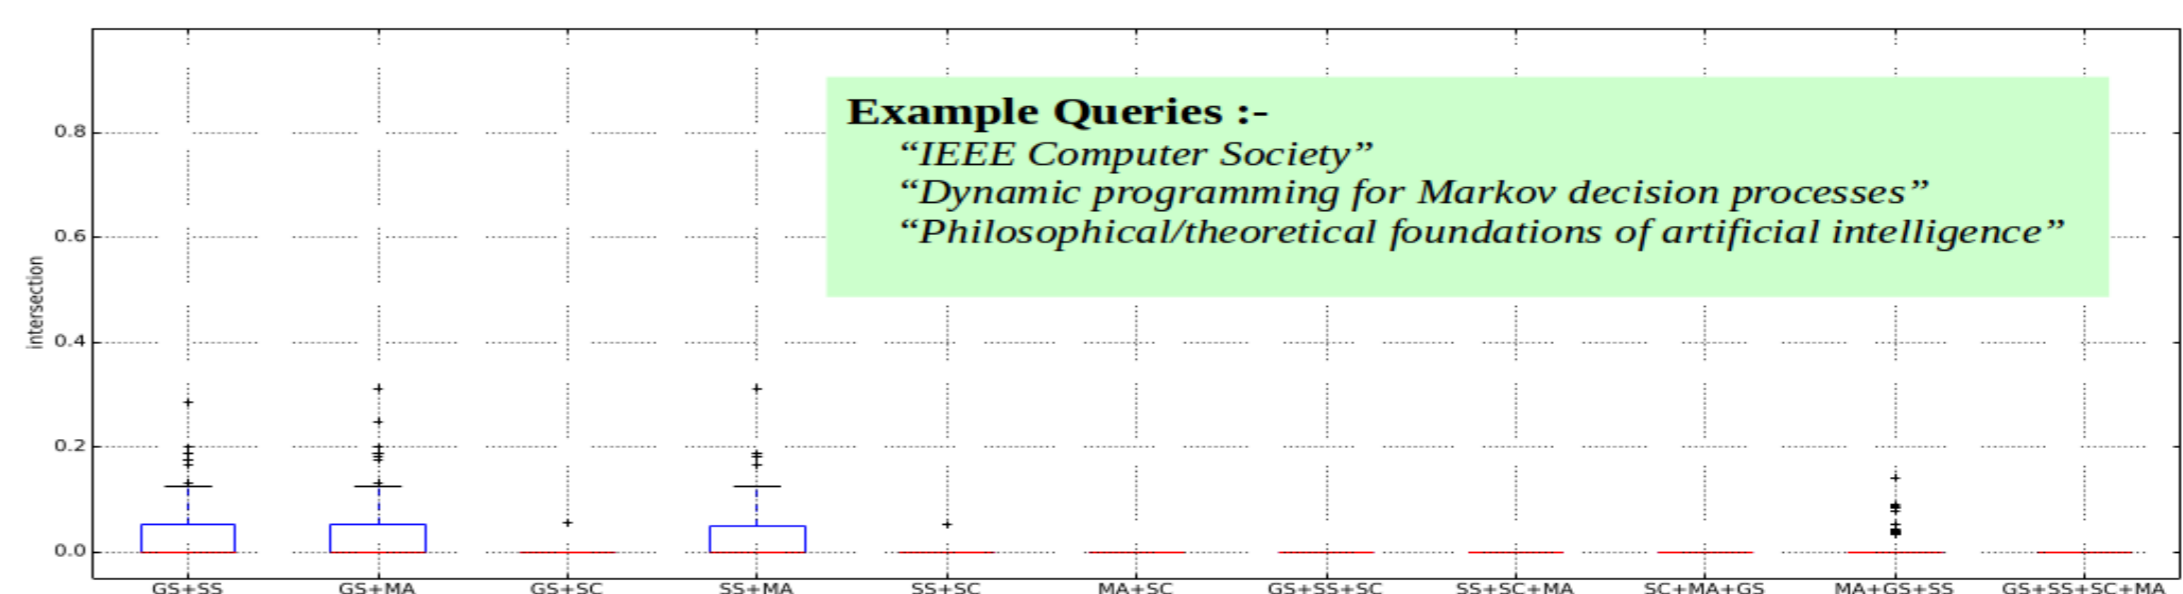 Example Queries :-
“IEEE Computer Society”
“Dynamic programming for Markov decision processes”
“Philosophical/theoretical foundations of artificial intelligence”
intersection
0.8
0.6
0.4
0.2
0.0
GS+SS GS+MA GS+SC SS+MA SS+SC MA+SC GS+SS+SC SS+SC+MA SC+MA+GS MA+GS+SS GS+SS+SC+MA